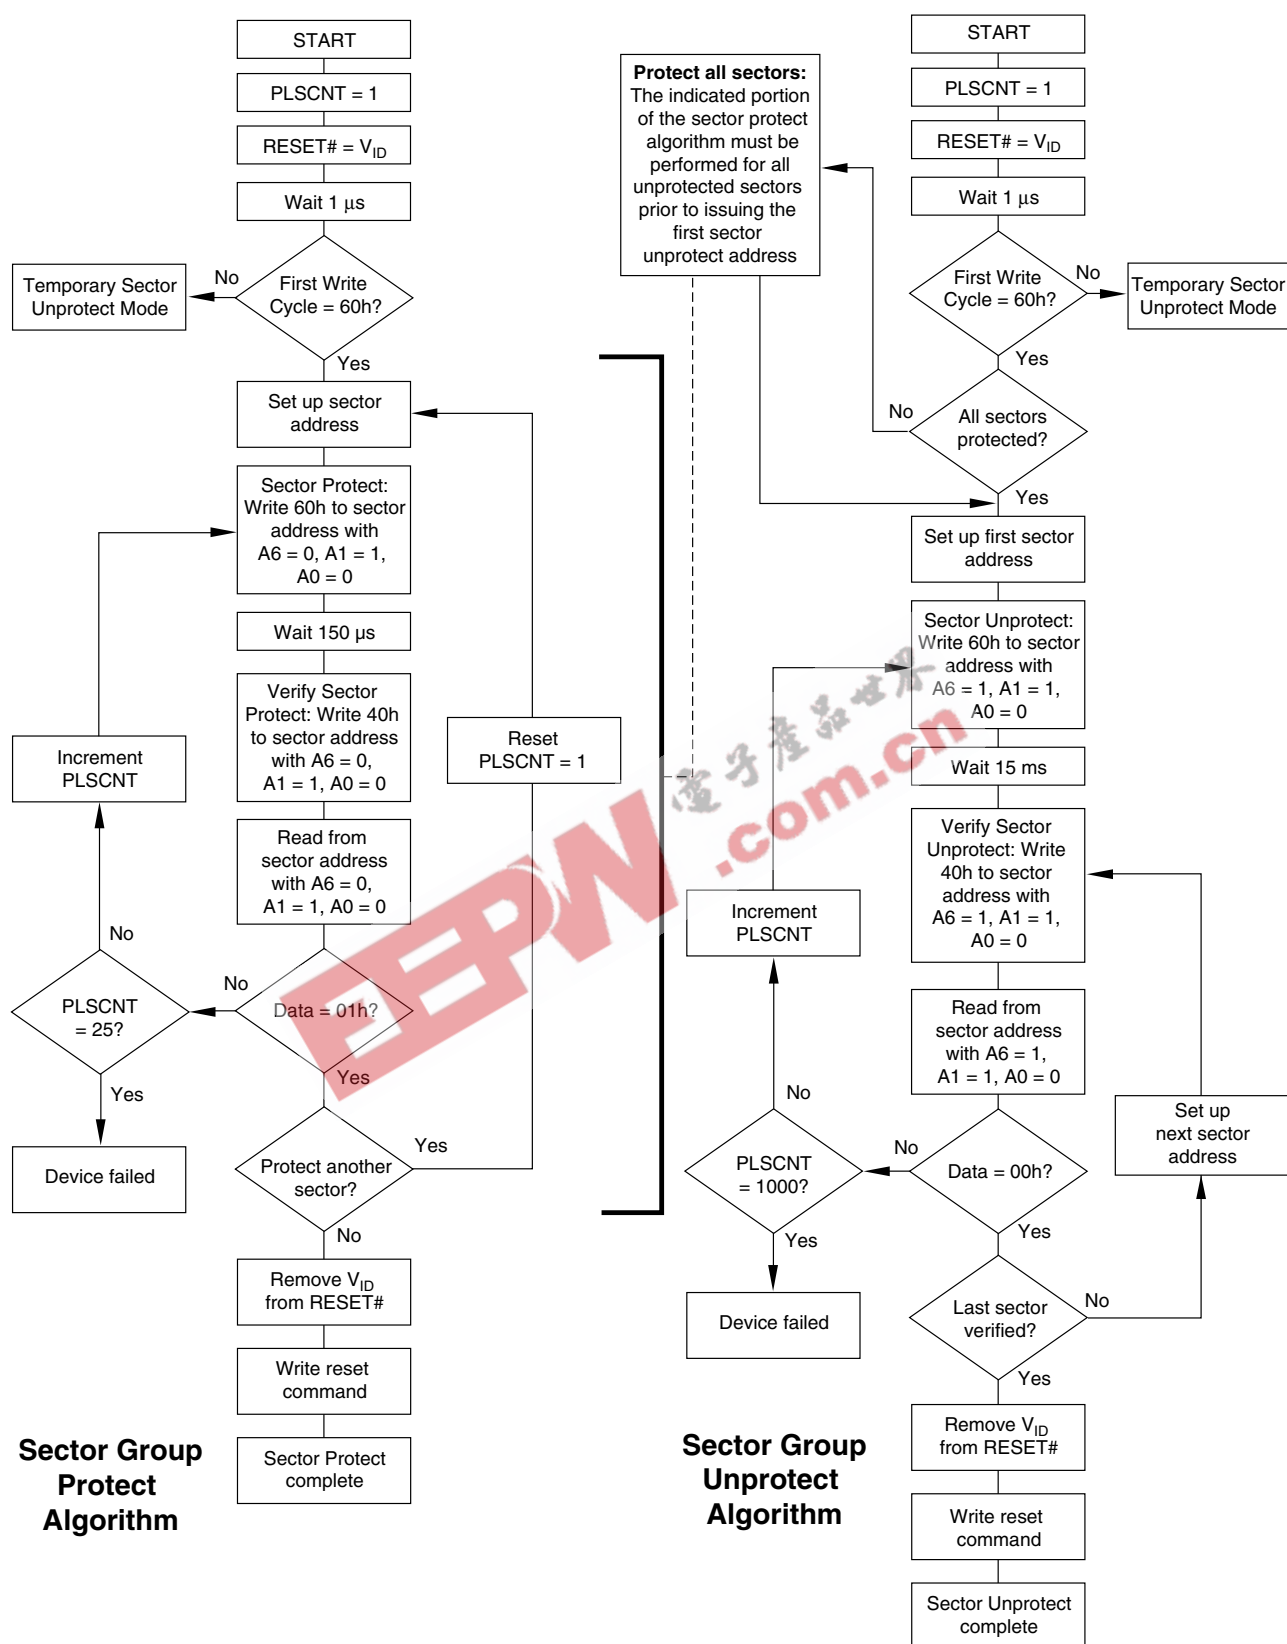 START
PLSCNT = 1
RESET# = VID
Wait 1 μs
First Write
Cycle = 60h?
No
Temporary Sector
Unprotect Mode
Yes
Set up sector
address
Sector Protect:
Write 60h to sector
address with
A6 = 0, A1 = 1,
A0 = 0
Wait 150 µs
Verify Sector
Protect: Write 40h
to sector address
with A6 = 0,
A1 = 1, A0 = 0
Read from
sector address
with A6 = 0,
A1 = 1, A0 = 0
Increment
PLSCNT
Reset
PLSCNT = 1
No
PLSCNT
= 25?
No
Data = 01h?
Yes
Yes
Device failed
Protect another
sector?
Yes
No
Remove VID
from RESET#
Write reset
command
Sector Protect
complete
Sector Group
Protect
Algorithm
Protect all sectors:
The indicated portion
of the sector protect
algorithm must be
performed for all
unprotected sectors
prior to issuing the
first sector
unprotect address
START
PLSCNT = 1
RESET# = VID
Wait 1 μs
First Write
Cycle = 60h?
No
Temporary Sector
Unprotect Mode
Yes
No
All sectors
protected?
Yes
Set up first sector
address
Sector Unprotect:
Write 60h to sector
address with
A6 = 1, A1 = 1,
A0 = 0
Wait 15 ms
Verify Sector
Unprotect: Write
40h to sector
address with
A6 = 1, A1 = 1,
A0 = 0
Increment
PLSCNT
Read from
sector address
with A6 = 1,
A1 = 1, A0 = 0
No
PLSCNT
= 1000?
No
Data = 00h?
Set up
next sector
address
Yes
Yes
Device failed
Last sector
verified?
No
Yes
Remove VID
from RESET#
Write reset
command
Sector Unprotect
complete
Sector Group
Unprotect
Algorithm
EEPW
電子產品世界
.com.cn